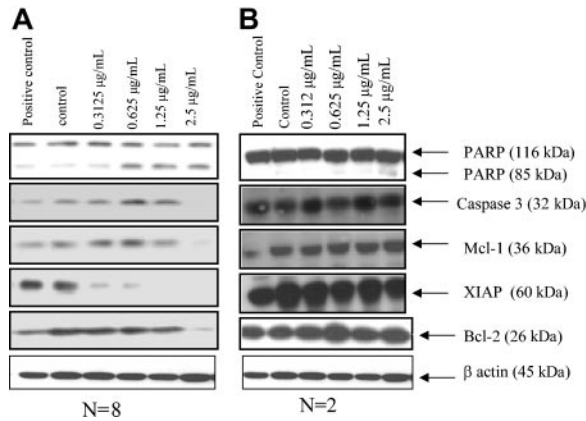 A
B
Positive control
control
0.3125 µg/mL
0.625 µg/mL
1.25 µg/mL
2.5 µg/mL
Positive Control
Control
0.312 µg/mL
0.625 µg/mL
1.25 µg/mL
2.5 µg/mL
PARP (116 kDa)
PARP (85 kDa)
Caspase 3 (32 kDa)
Mcl-1 (36 kDa)
XIAP (60 kDa)
Bcl-2 (26 kDa)
β actin (45 kDa)
N=8
N=2